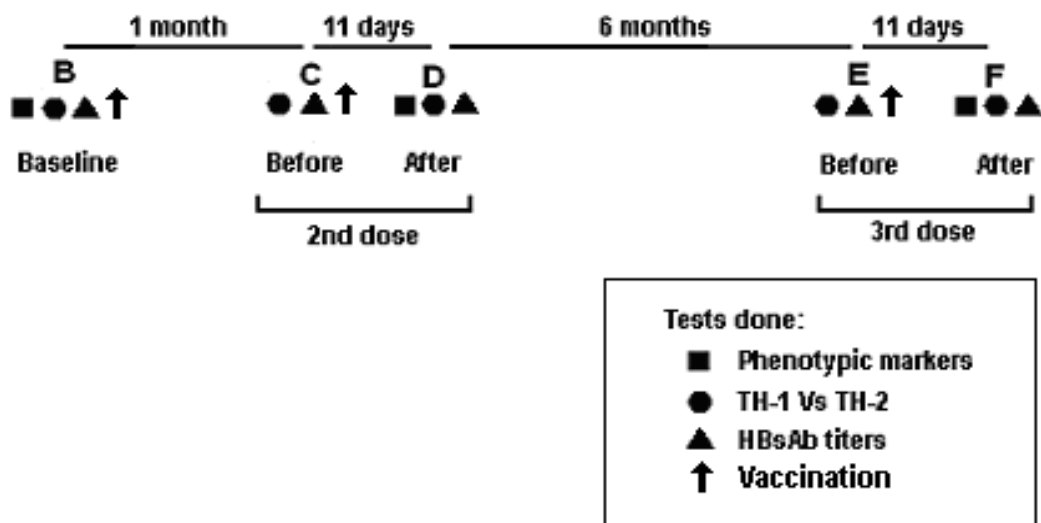 1 month 11 days 6 months 11 days
B C D E F
Baseline Before After Before After
2nd dose 3rd dose
Tests done:
Phenotypic markers
TH-1 Vs TH-2
HBsAb titers
Vaccination